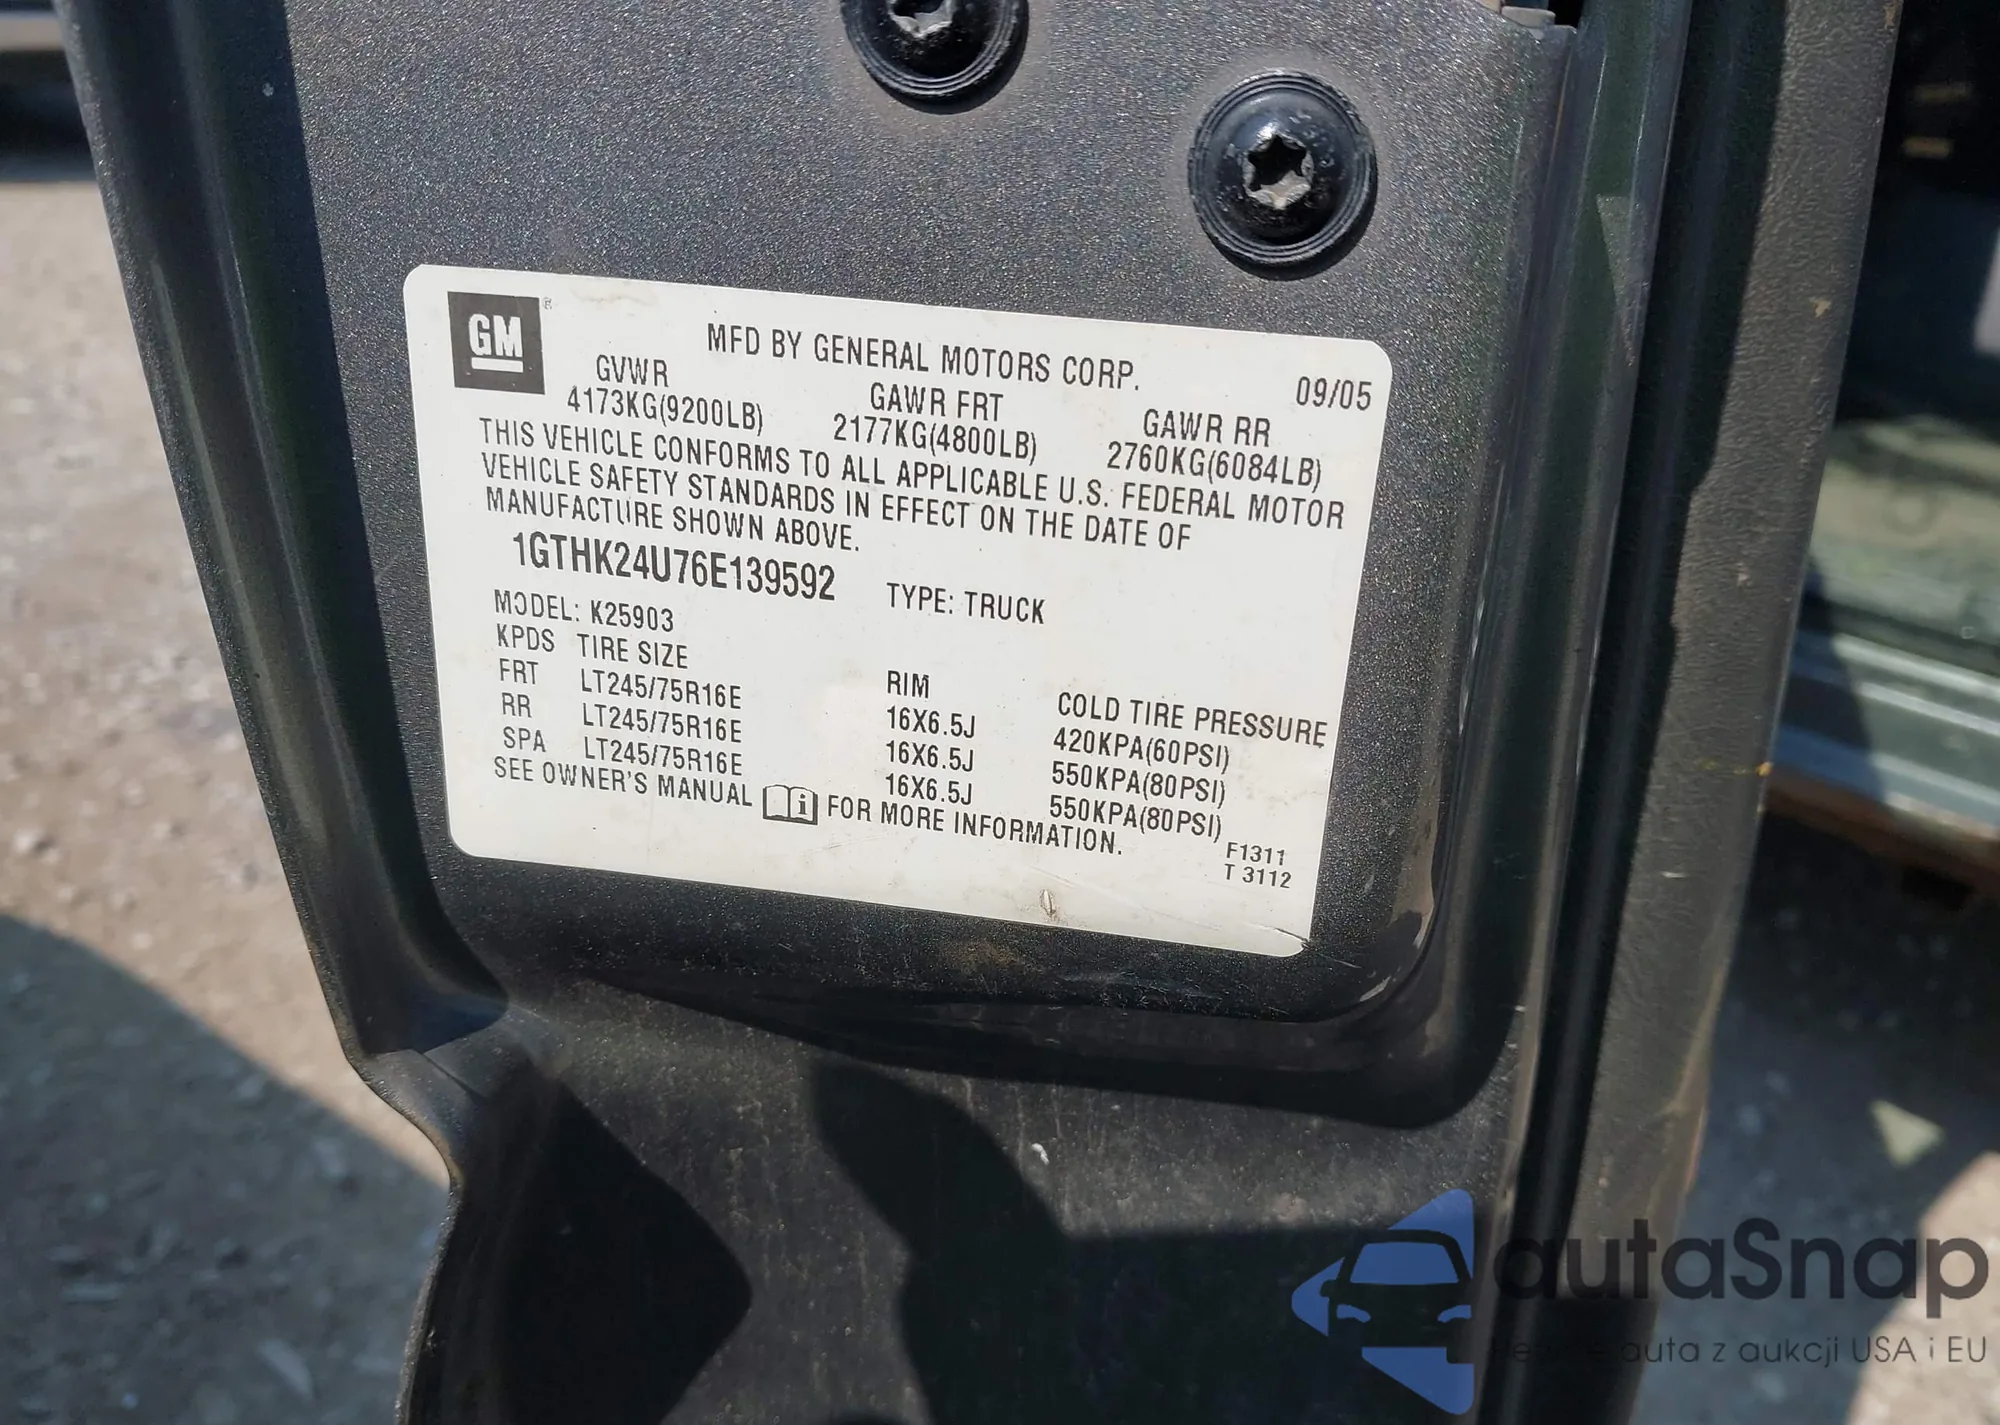 GM ®
MFD BY GENERAL MOTORS CORP.
09/05
GVWR GAWR FRT GAWR RR
4173KG(9200LB) 2177KG(4800LB) 2760KG(6084LB)
THIS VEHICLE CONFORMS TO ALL APPLICABLE U.S. FEDERAL MOTOR
VEHICLE SAFETY STANDARDS IN EFFECT ON THE DATE OF
MANUFACTURE SHOWN ABOVE.
1GTHK24U76E139592 TYPE: TRUCK
MODEL: K25903
KPDS TIRE SIZE RIM COLD TIRE PRESSURE
FRT LT245/75R16E 16X6.5J 420KPA(60PSI)
RR LT245/75R16E 16X6.5J 550KPA(80PSI)
SPA LT245/75R16E 16X6.5J 550KPA(80PSI)
SEE OWNER'S MANUAL FOR MORE INFORMATION.
F1311
T 3112
autaSnap
auta z aukcji USA i EU